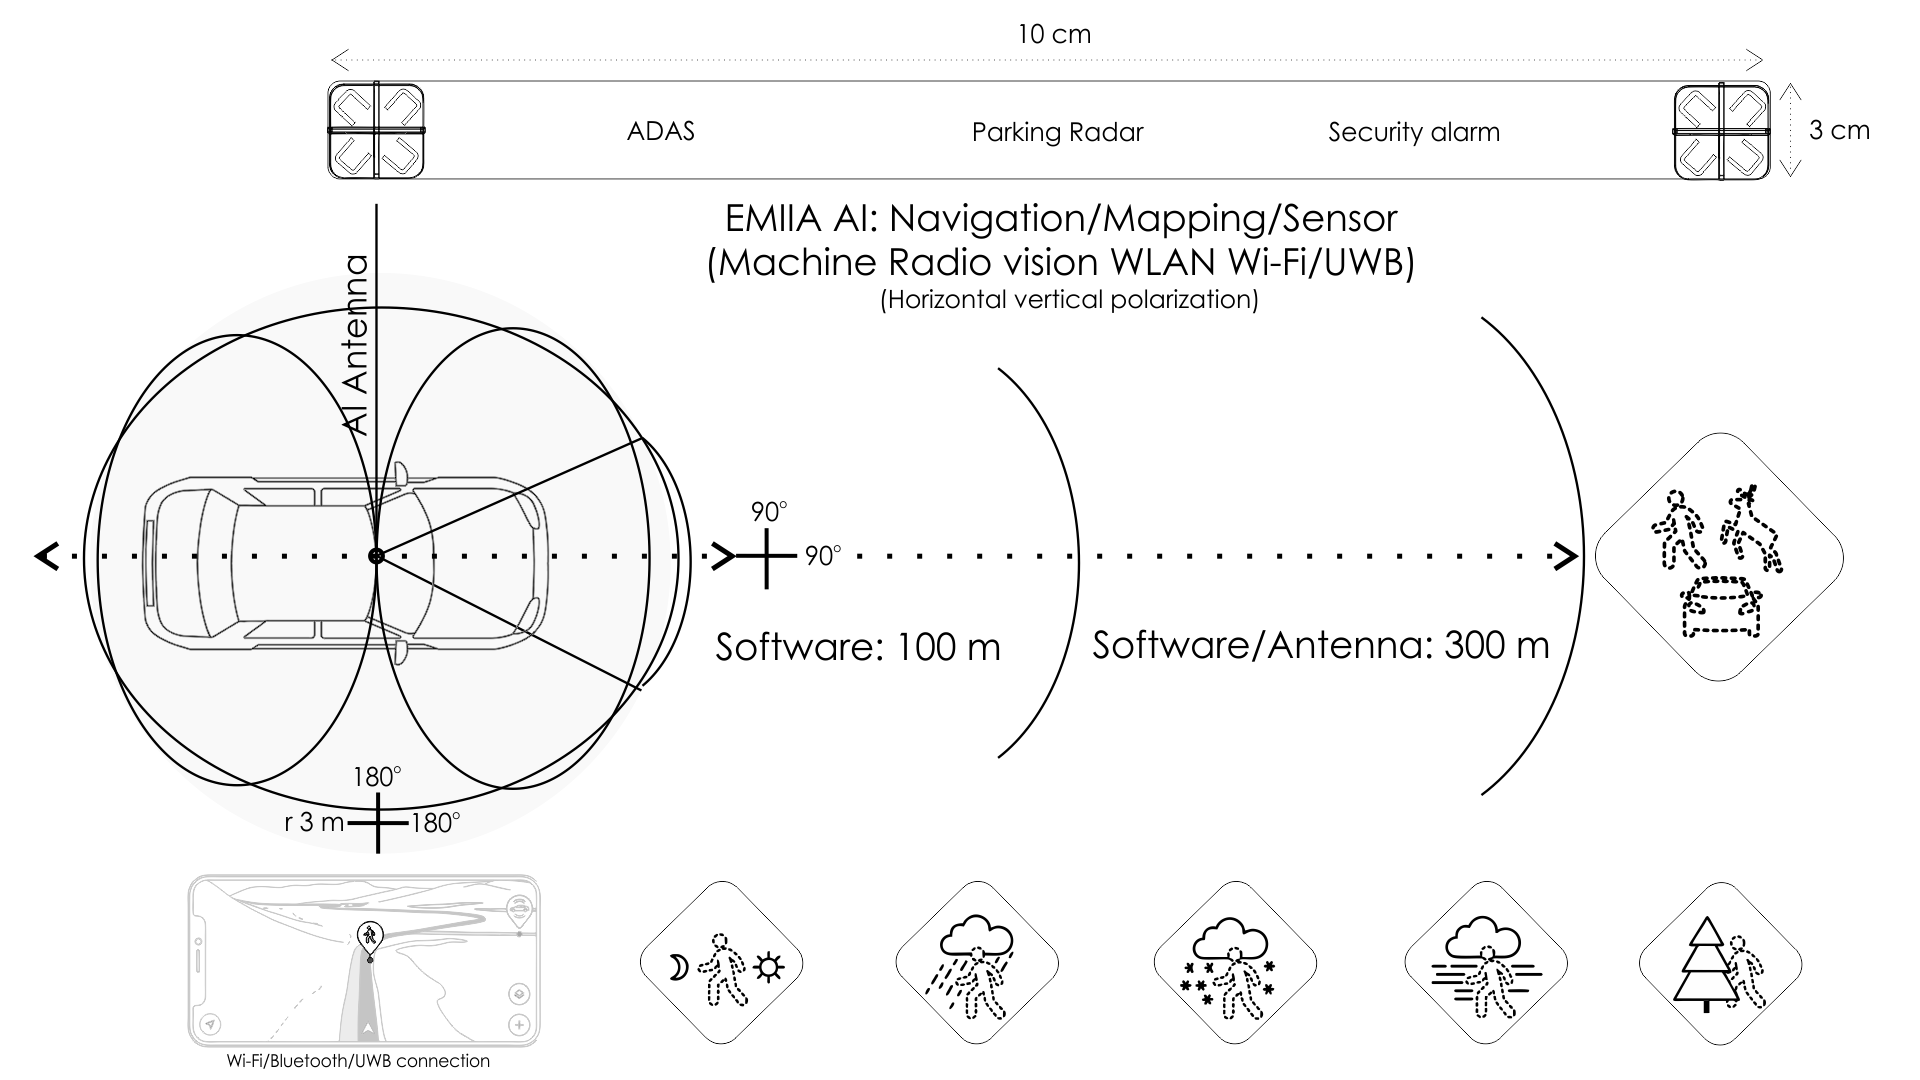 10 cm
ADAS
Parking Radar
Security alarm
3 cm
EMIIA AI: Navigation/Mapping/Sensor
(Machine Radio vision WLAN Wi-Fi/UWB)
(Horizontal vertical polarization)
AI Antenna
90°
90°
Software: 100 m
Software/Antenna: 300 m
180°
r 3 m
180°
Wi-Fi/Bluetooth/UWB connection